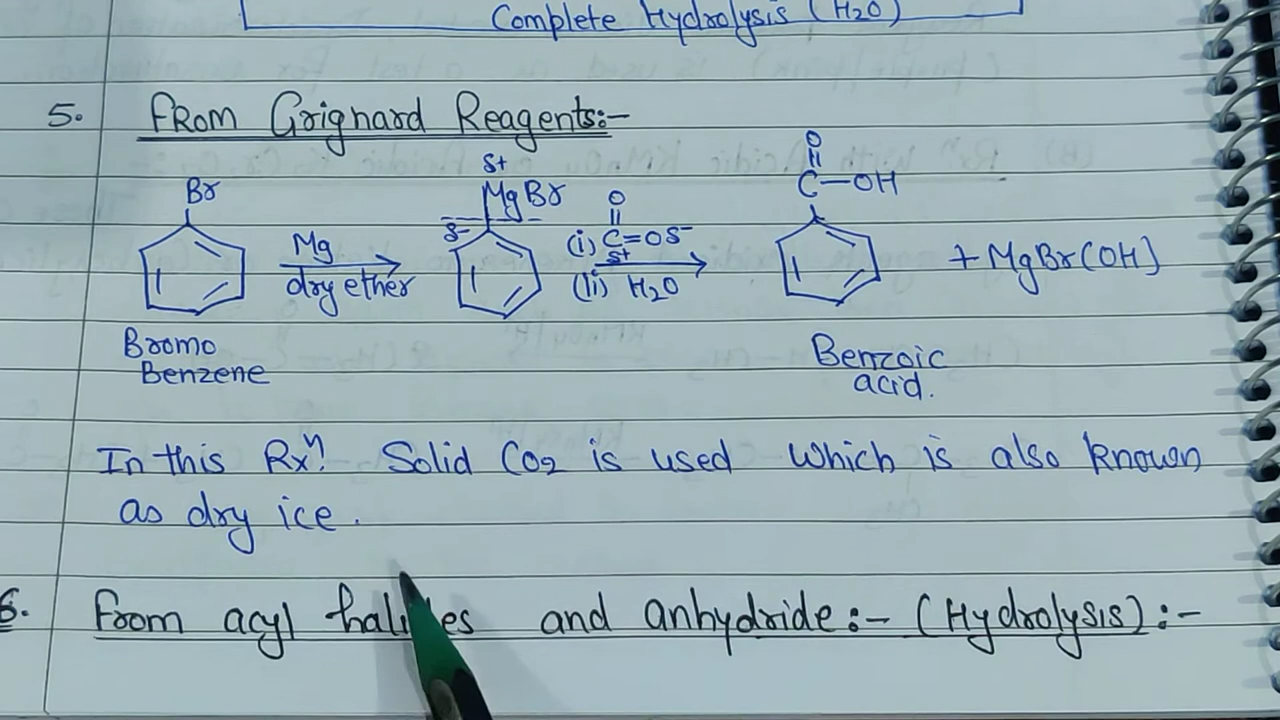 Complete Hydrolysis (H2O)
5. From Grignard Reagents:-
Br
Mg
dry ether
δ+
MgBr
δ-
O
(i) C=Oδ-
δ+
(ii) H2O
O
C-OH
+ MgBr(OH)
Bromo
Benzene
Benzoic
acid.
In this Rxn! Solid CO2 is used which is also known
as dry ice.
6. From acyl halides and anhydride:- (Hydrolysis):-